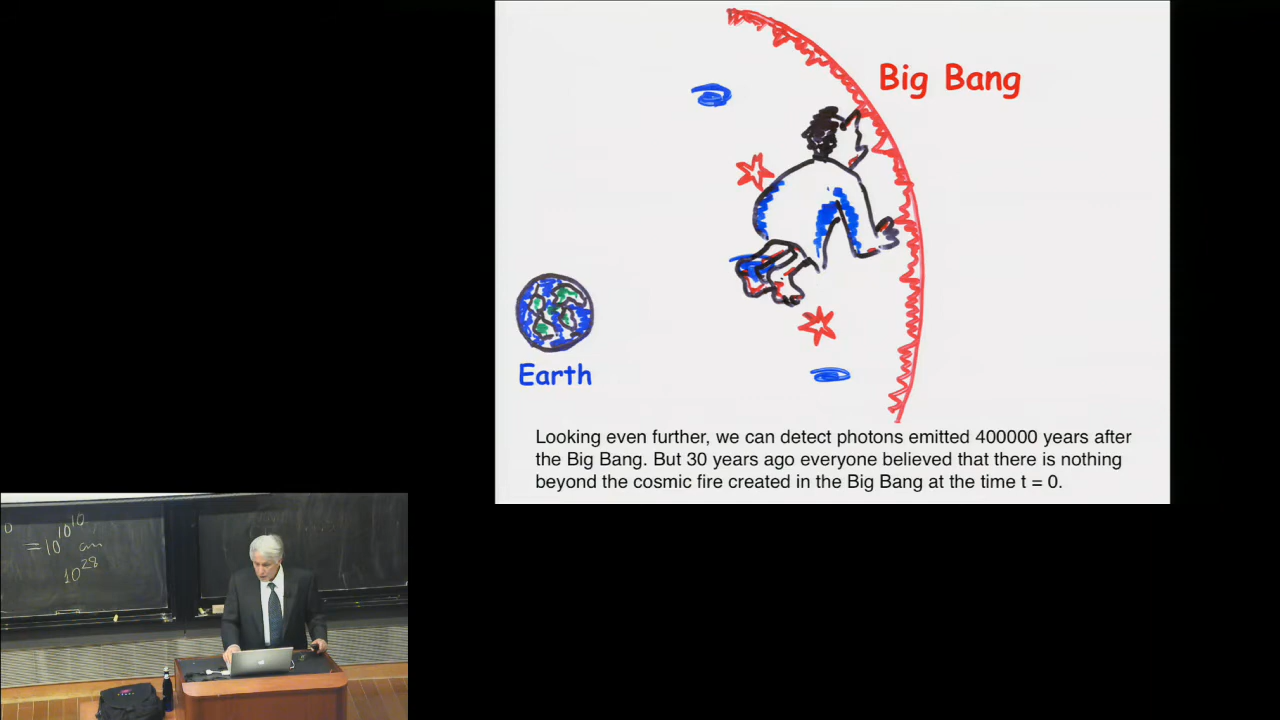 Big Bang
Earth
Looking even further, we can detect photons emitted 400000 years after
the Big Bang. But 30 years ago everyone believed that there is nothing
beyond the cosmic fire created in the Big Bang at the time t = 0.
= 10^10^10 cm
10^28